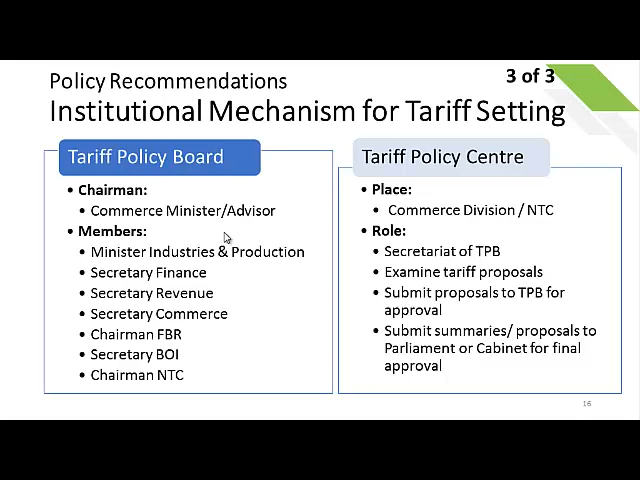 Policy Recommendations
3 of 3
Institutional Mechanism for Tariff Setting
Tariff Policy Board
• Chairman:
• Commerce Minister/Advisor
• Members:
• Minister Industries & Production
• Secretary Finance
• Secretary Revenue
• Secretary Commerce
• Chairman FBR
• Secretary BOI
• Chairman NTC
Tariff Policy Centre
• Place:
• Commerce Division / NTC
• Role:
• Secretariat of TPB
• Examine tariff proposals
• Submit proposals to TPB for
approval
• Submit summaries/ proposals to
Parliament or Cabinet for final
approval
16